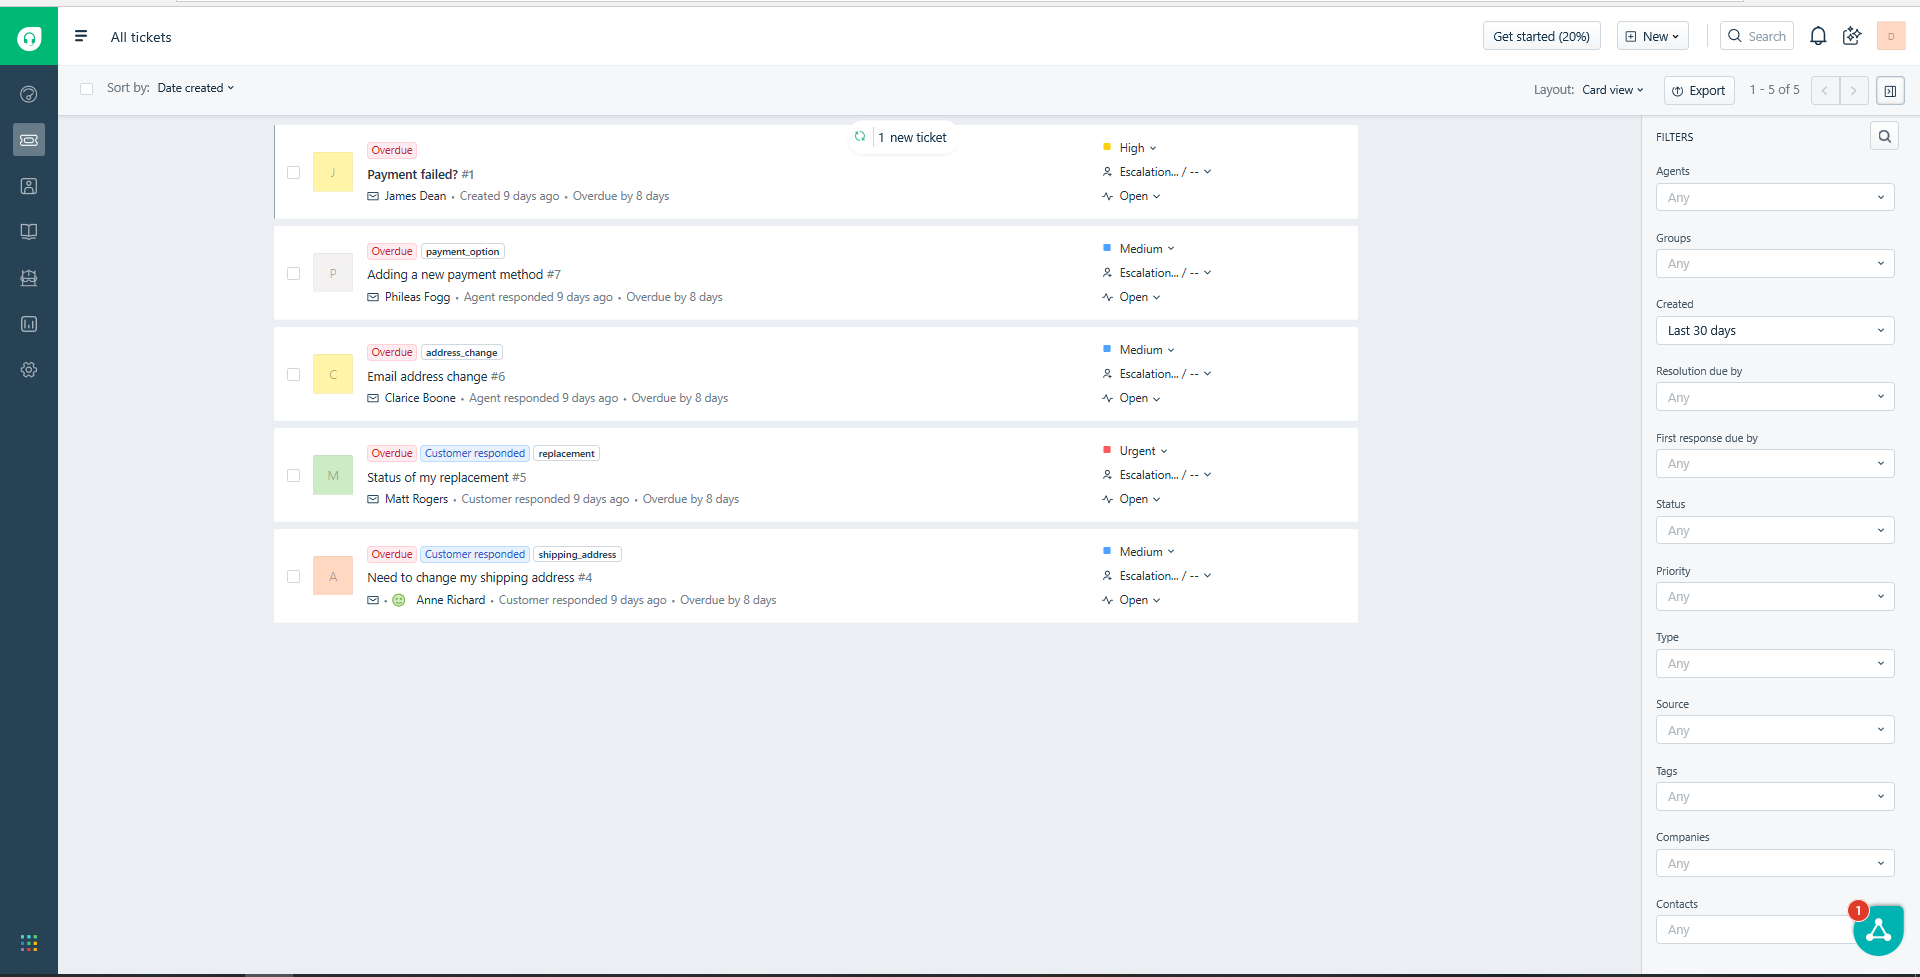 All tickets
Get started (20%)
New
Search
D
Sort by: Date created
Layout: Card view
Export
1 - 5 of 5
1 new ticket
J
Overdue
Payment failed? #1
James Dean • Created 9 days ago • Overdue by 8 days
High
Escalation... / --
Open
P
Overdue payment_option
Adding a new payment method #7
Phileas Fogg • Agent responded 9 days ago • Overdue by 8 days
Medium
Escalation... / --
Open
C
Overdue address_change
Email address change #6
Clarice Boone • Agent responded 9 days ago • Overdue by 8 days
Medium
Escalation... / --
Open
M
Overdue Customer responded replacement
Status of my replacement #5
Matt Rogers • Customer responded 9 days ago • Overdue by 8 days
Urgent
Escalation... / --
Open
A
Overdue Customer responded shipping_address
Need to change my shipping address #4
• Anne Richard • Customer responded 9 days ago • Overdue by 8 days
Medium
Escalation... / --
Open
FILTERS
Agents
Any
Groups
Any
Created
Last 30 days
Resolution due by
Any
First response due by
Any
Status
Any
Priority
Any
Type
Any
Source
Any
Tags
Any
Companies
Any
Contacts
Any
1